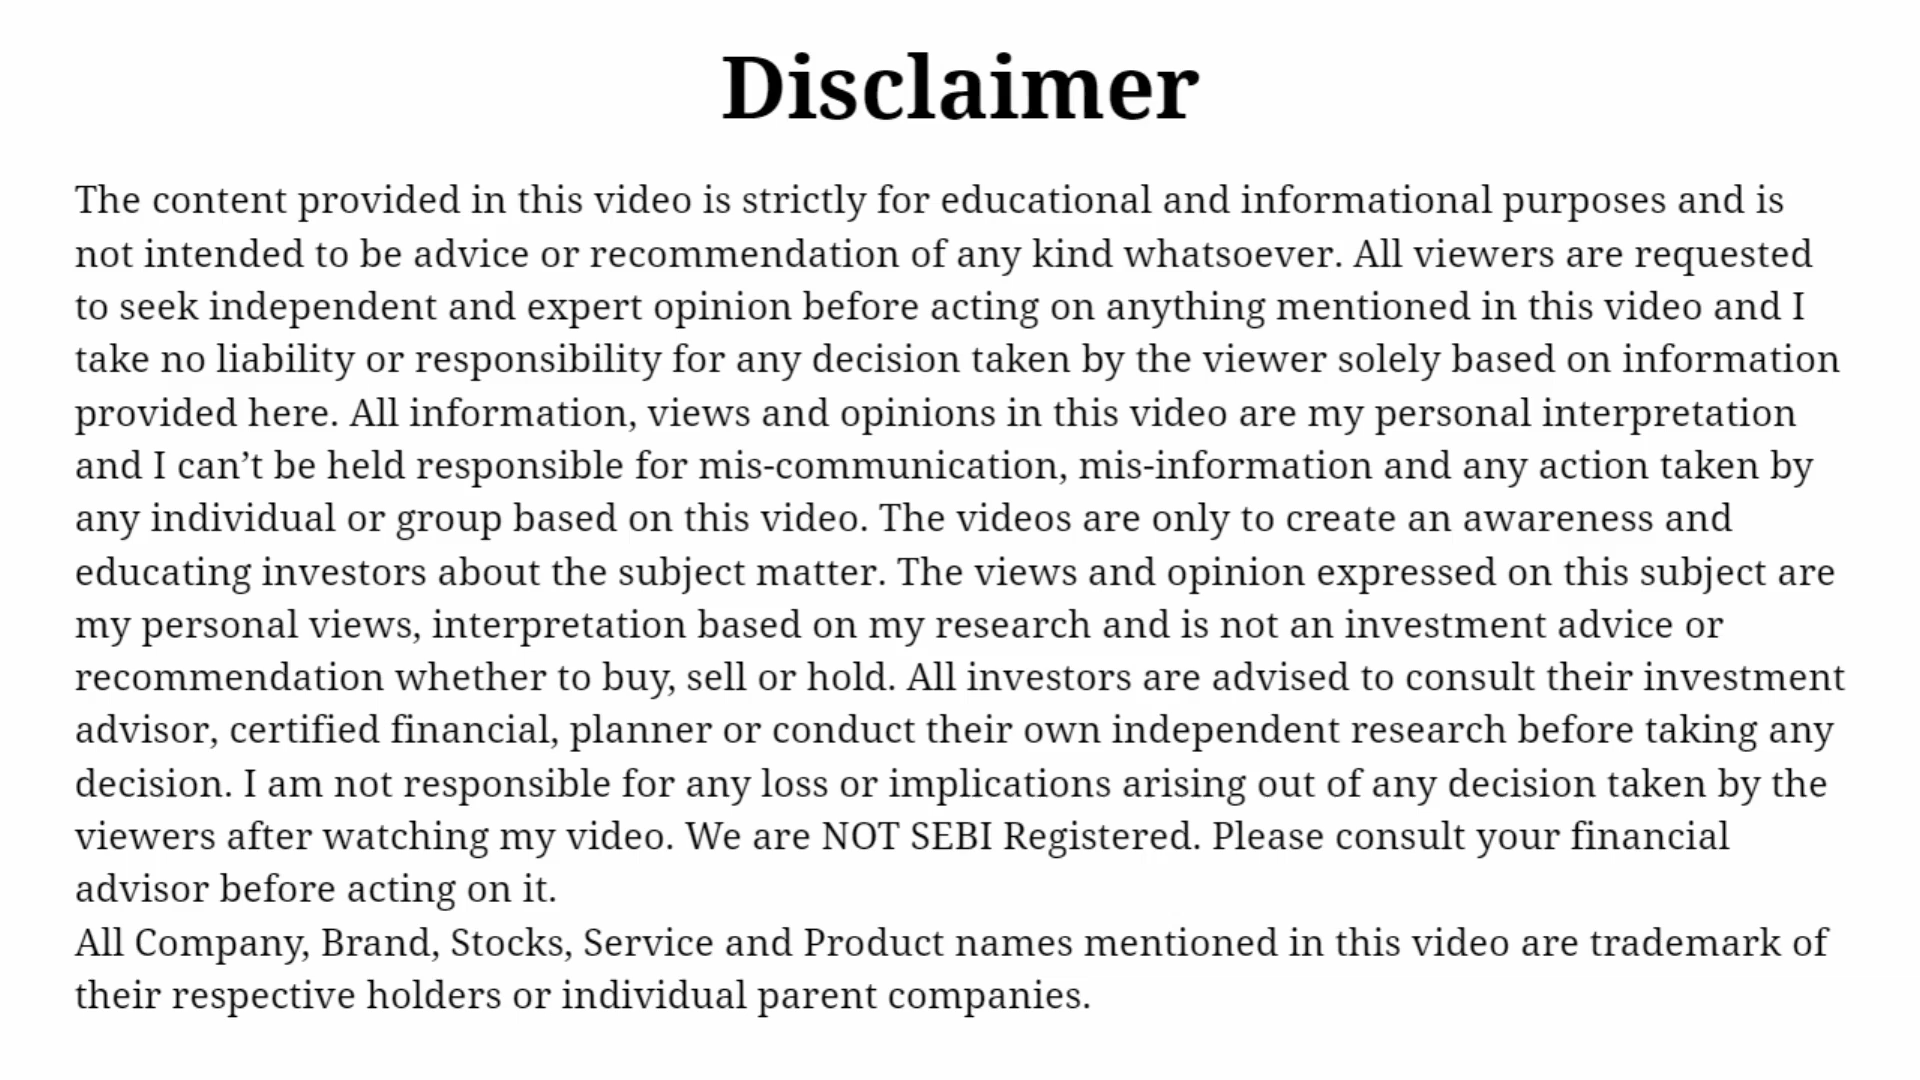 Disclaimer
The content provided in this video is strictly for educational and informational purposes and is
not intended to be advice or recommendation of any kind whatsoever. All viewers are requested
to seek independent and expert opinion before acting on anything mentioned in this video and I
take no liability or responsibility for any decision taken by the viewer solely based on information
provided here. All information, views and opinions in this video are my personal interpretation
and I can’t be held responsible for mis-communication, mis-information and any action taken by
any individual or group based on this video. The videos are only to create an awareness and
educating investors about the subject matter. The views and opinion expressed on this subject are
my personal views, interpretation based on my research and is not an investment advice or
recommendation whether to buy, sell or hold. All investors are advised to consult their investment
advisor, certified financial, planner or conduct their own independent research before taking any
decision. I am not responsible for any loss or implications arising out of any decision taken by the
viewers after watching my video. We are NOT SEBI Registered. Please consult your financial
advisor before acting on it.
All Company, Brand, Stocks, Service and Product names mentioned in this video are trademark of
their respective holders or individual parent companies.